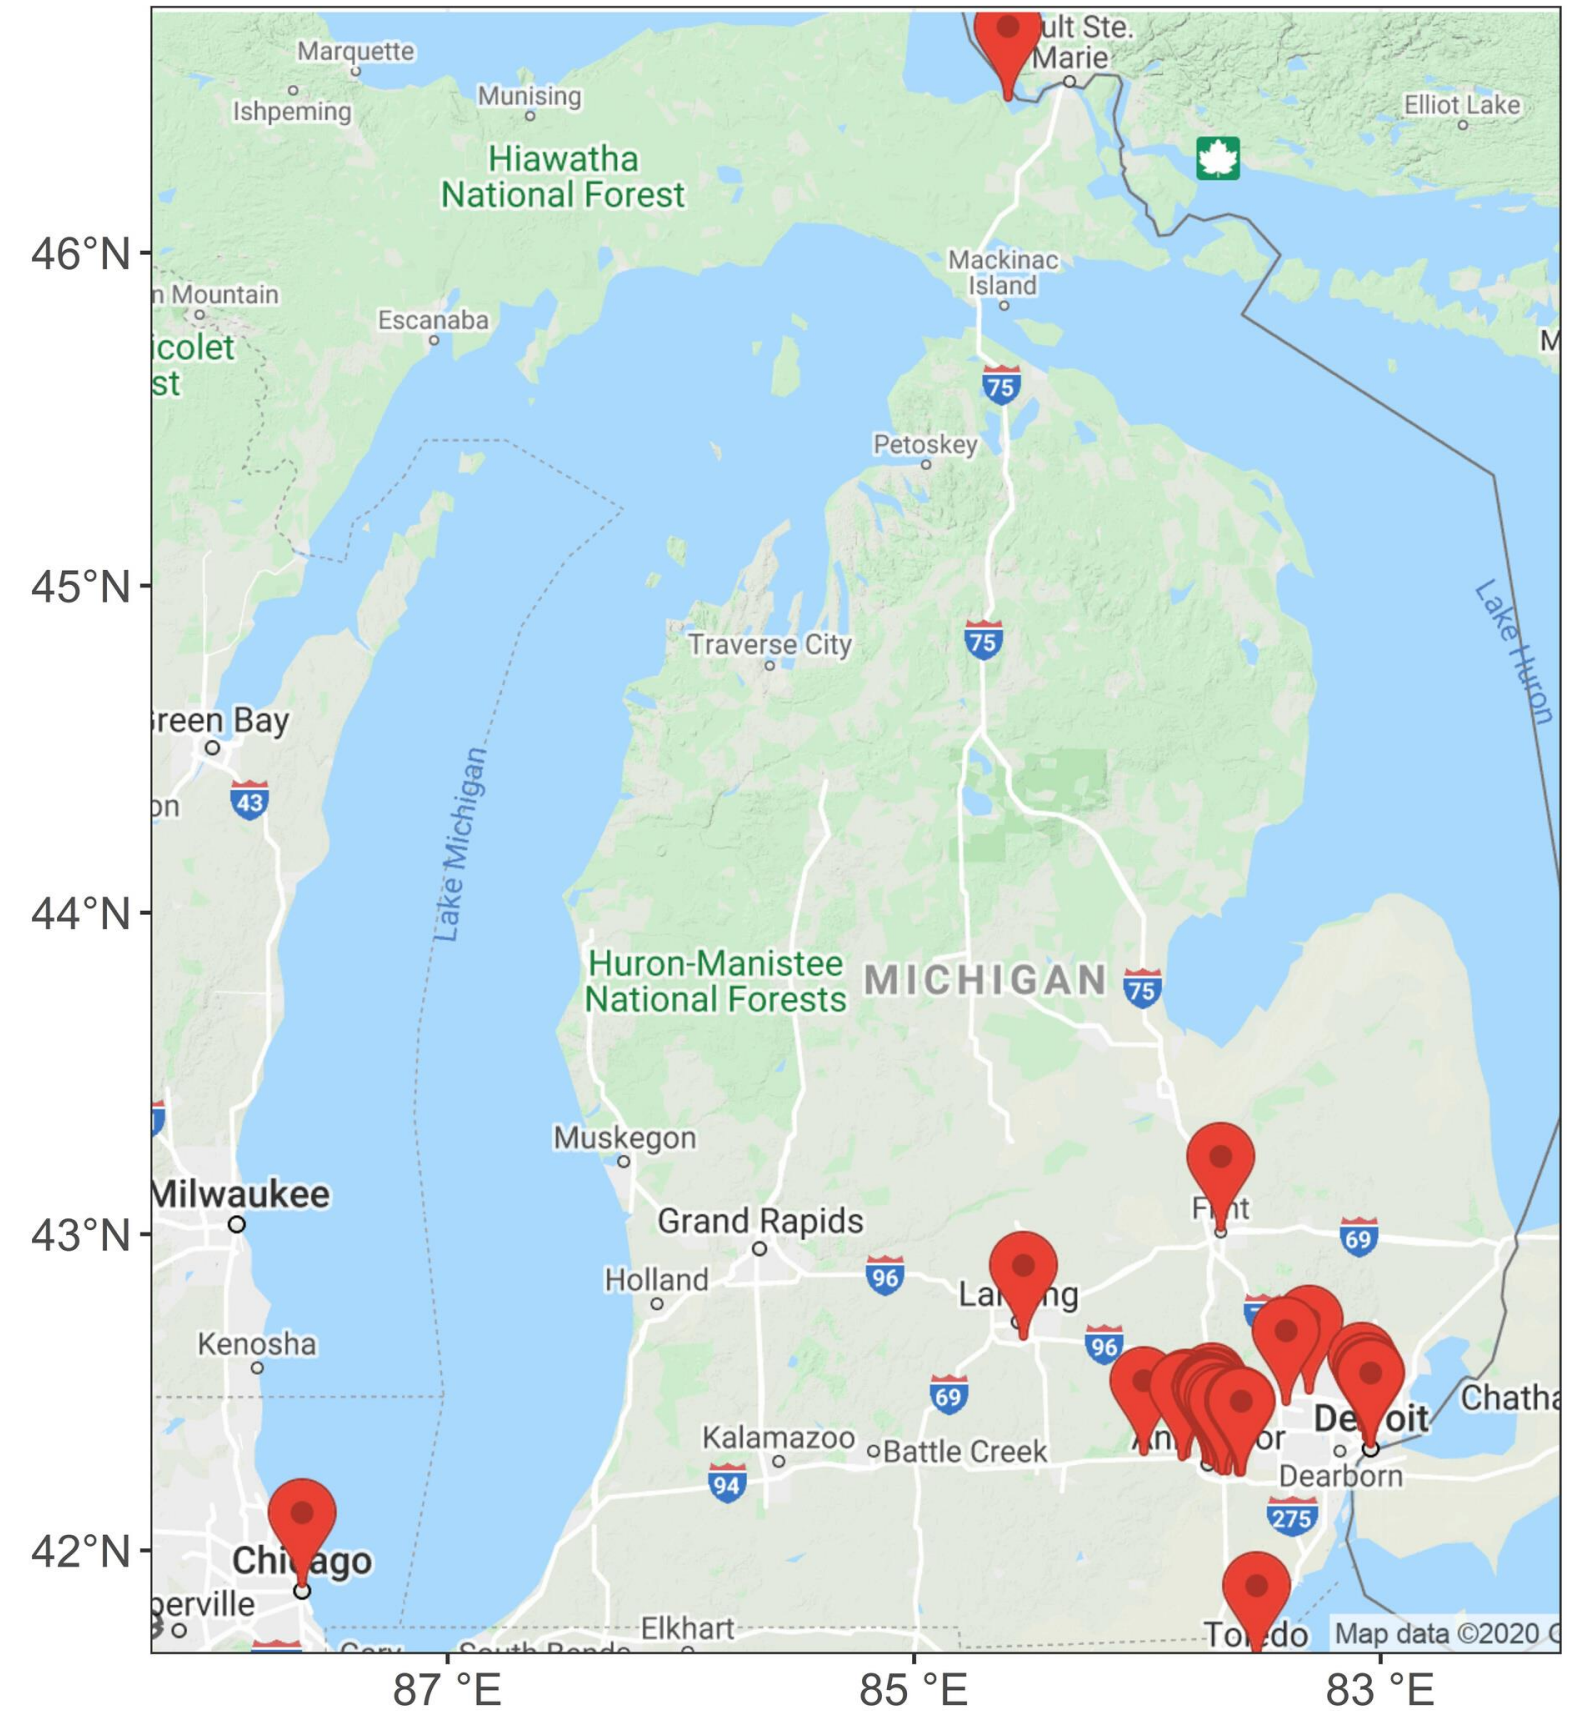 Marquette
Ishpeming
Munising
ult Ste.
Marie
Elliot Lake
Hiawatha
National Forest
46°N
Mackinac
Island
n Mountain
Escanaba
icolet
st
M
75
Petoskey
45°N
Lake Huron
Traverse City
75
Green Bay
43
on
Lake Michigan
44°N
Huron-Manistee
National Forests
MICHIGAN
75
Muskegon
Milwaukee
Grand Rapids
43°N
69
Holland
96
Kenosha
96
69
Chatha
Kalamazoo
Battle Creek
Dearborn
94
275
42°N
perville
Elkhart
Map data ©2020 G
87 °E
85 °E
83 °E